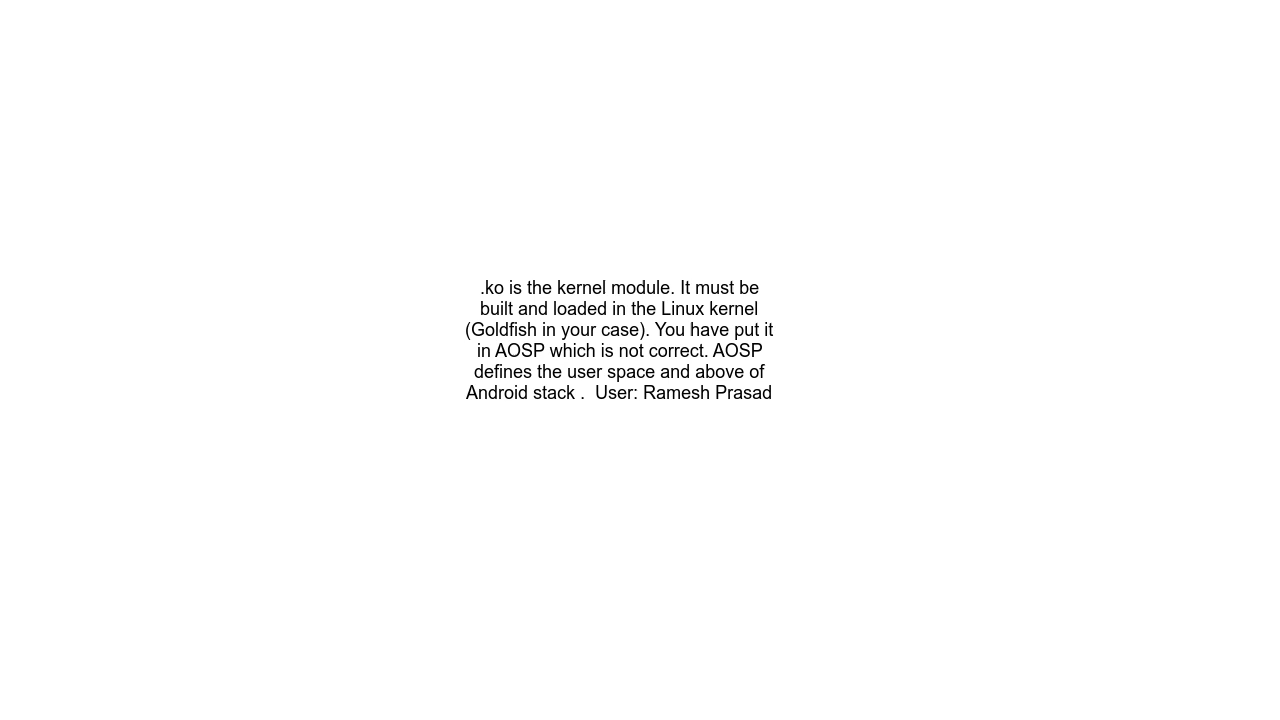 .ko is the kernel module. It must be
built and loaded in the Linux kernel
(Goldfish in your case). You have put it
in AOSP which is not correct. AOSP
defines the user space and above of
Android stack .  User: Ramesh Prasad